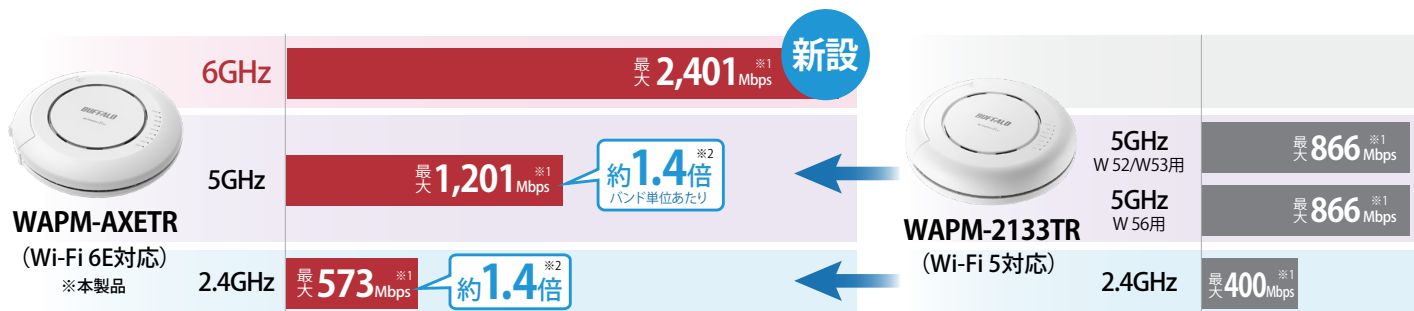 6GHz
最大 2,401 ※1 Mbps
新設
BUFFALO
5GHz
最大 1,201 ※1 Mbps
約1.4倍 ※2
バンド単位あたり
WAPM-AXETR
（Wi-Fi 6E対応）
※本製品
2.4GHz
最大 573 ※1 Mbps
約1.4倍 ※2
BUFFALO
WAPM-2133TR
（Wi-Fi 5対応）
5GHz
W 52/W53用
最大 866 ※1 Mbps
5GHz
W 56用
最大 866 ※1 Mbps
2.4GHz
最大 400 ※1 Mbps